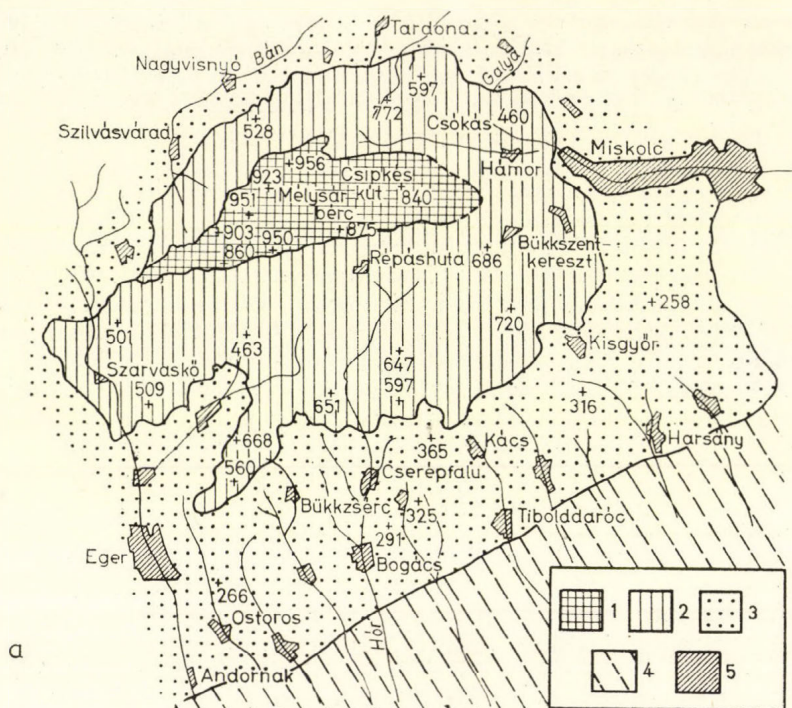 Tardona
Bán
Nagyvisnyó
Galya
597
772
460
Szilvásvárad
528
Csókás
Miskolc
Hámor
956
Csipkés
923
Mélysár-kút
840
951
bérc
903
875
950
860
Répáshuta
686
Bükkszent-
kereszt
258
501
720
463
Kisgyőr
647
Szarvaskő
509
597
651
316
668
365
Kács
Harsány
560
Cserépfalu
Bükkzsérc
325
Tibolddaróc
291
Eger
Bogács
266
Ostoros
Hór
Andornak
a
1
2
3
4
5